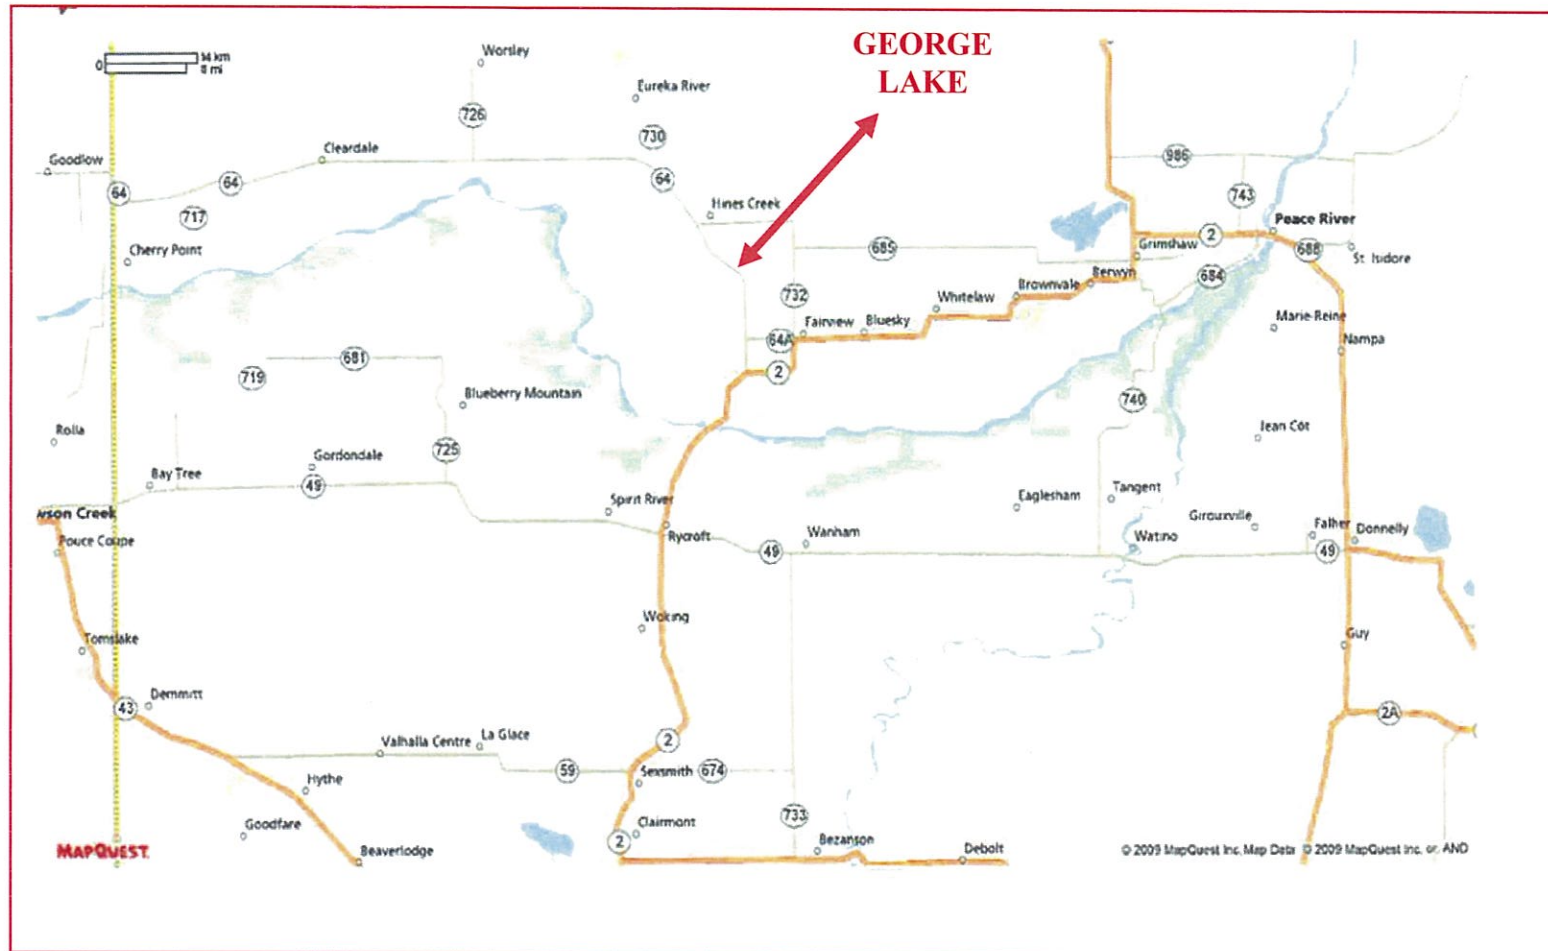 GEORGE
LAKE
0
14 km
8 mi
Worsley
Eureka River
726
730
Cleardale
986
Goodlow
64
64
64
743
717
Hines Creek
Peace River
2
Cherry Point
685
Grimshaw
688
St. Isidore
684
Berwyn
732
Brownvale
Whitelaw
Marie-Reine
Fairview
Bluesky
64A
Nampa
681
719
2
Blueberry Mountain
740
Rolla
Jean Côt
725
Gordondale
Bay Tree
49
Eaglesham
Tangent
Spirit River
wson Creek
Girouxville
Falher
Donnelly
Pouce Coupe
Rycroft
Wanham
Watino
49
49
Woking
Tomslake
Guy
Demmitt
43
2A
Valhalla Centre
La Glace
2
59
Sexsmith
674
Hythe
733
Goodfare
Clairmont
2
Bezanson
MAPQUEST
Beaverlodge
Debolt
© 2009 MapQuest Inc. Map Data © 2009 MapQuest Inc. or AND